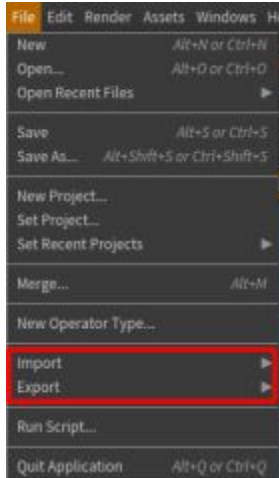 File Edit Render Assets Windows H
New Alt+N or Ctrl+N
Open... Alt+O or Ctrl+O
Open Recent Files
Save Alt+S or Ctrl+S
Save As... Alt+Shift+S or Ctrl+Shift+S
New Project...
Set Project...
Set Recent Projects
Merge... Alt+M
New Operator Type...
Import
Export
Run Script...
Quit Application Alt+Q or Ctrl+Q